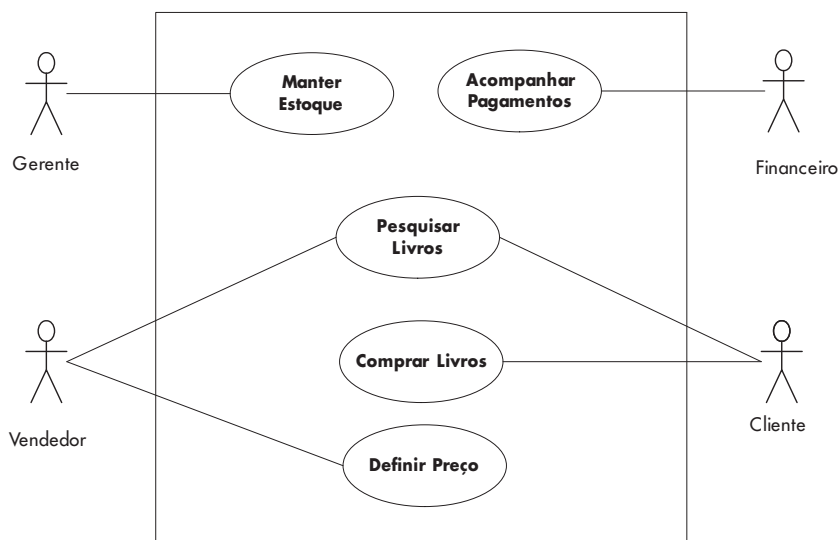 Manter
Estoque
Acompanhar
Pagamentos
Gerente
Financeiro
Pesquisar
Livros
Comprar Livros
Vendedor
Cliente
Definir Preço